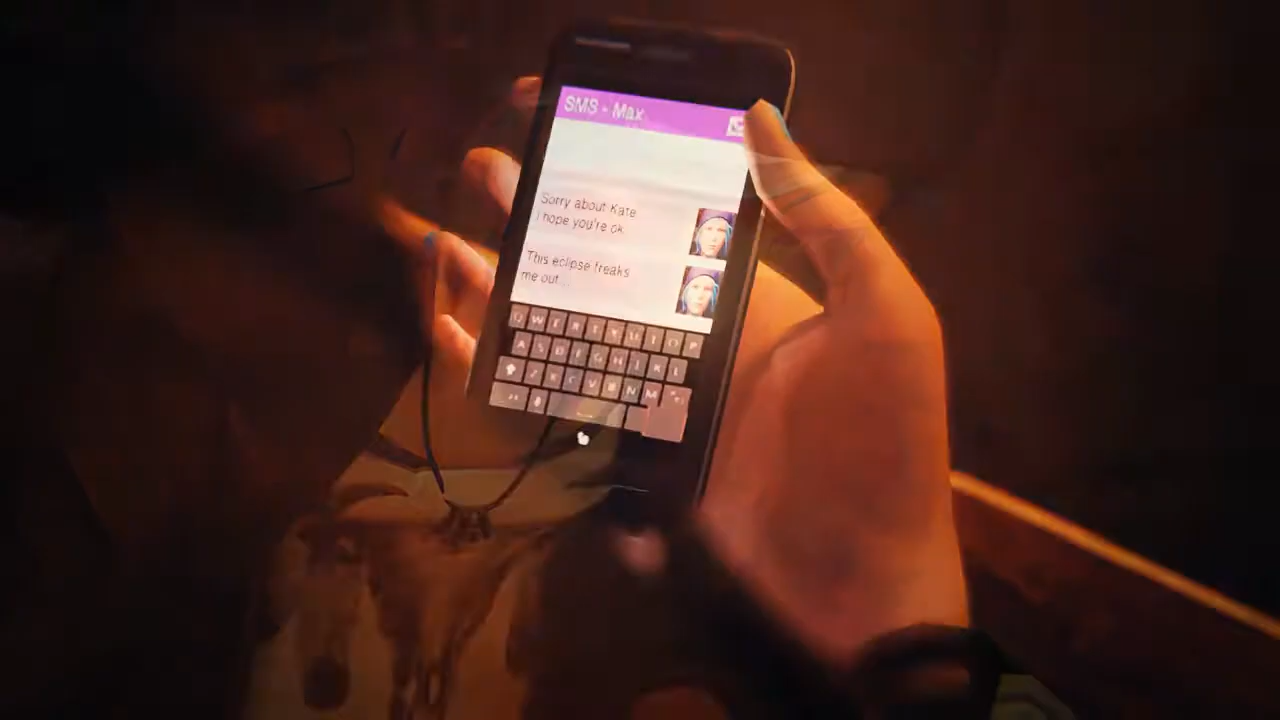 SMS - Max
Sorry about Kate
I hope you're ok.
This eclipse freaks
me out...
Q W E R T Y U I O P
A S D F G H J K L
Z X C V B N M